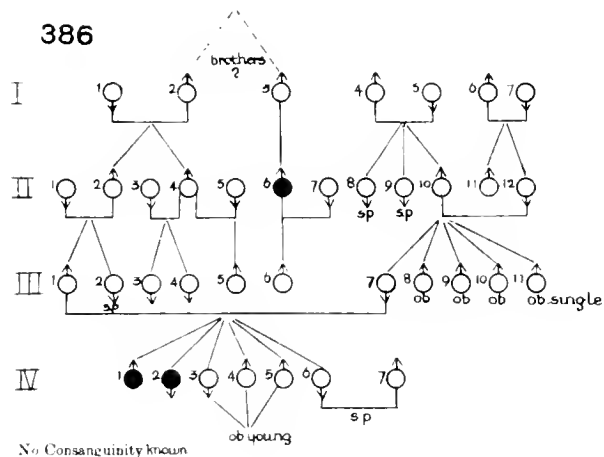 386
brothers
?
I 1 2 3 4 5 6 7
II 1 2 3 4 5 6 7 8 9 10 11 12
sp sp
III 1 2 3 4 5 6 7 8 9 10 11
sp ob ob ob ob ob. single
IV 1 2 3 4 5 6 7
sp
ob young
No Consanguinity known